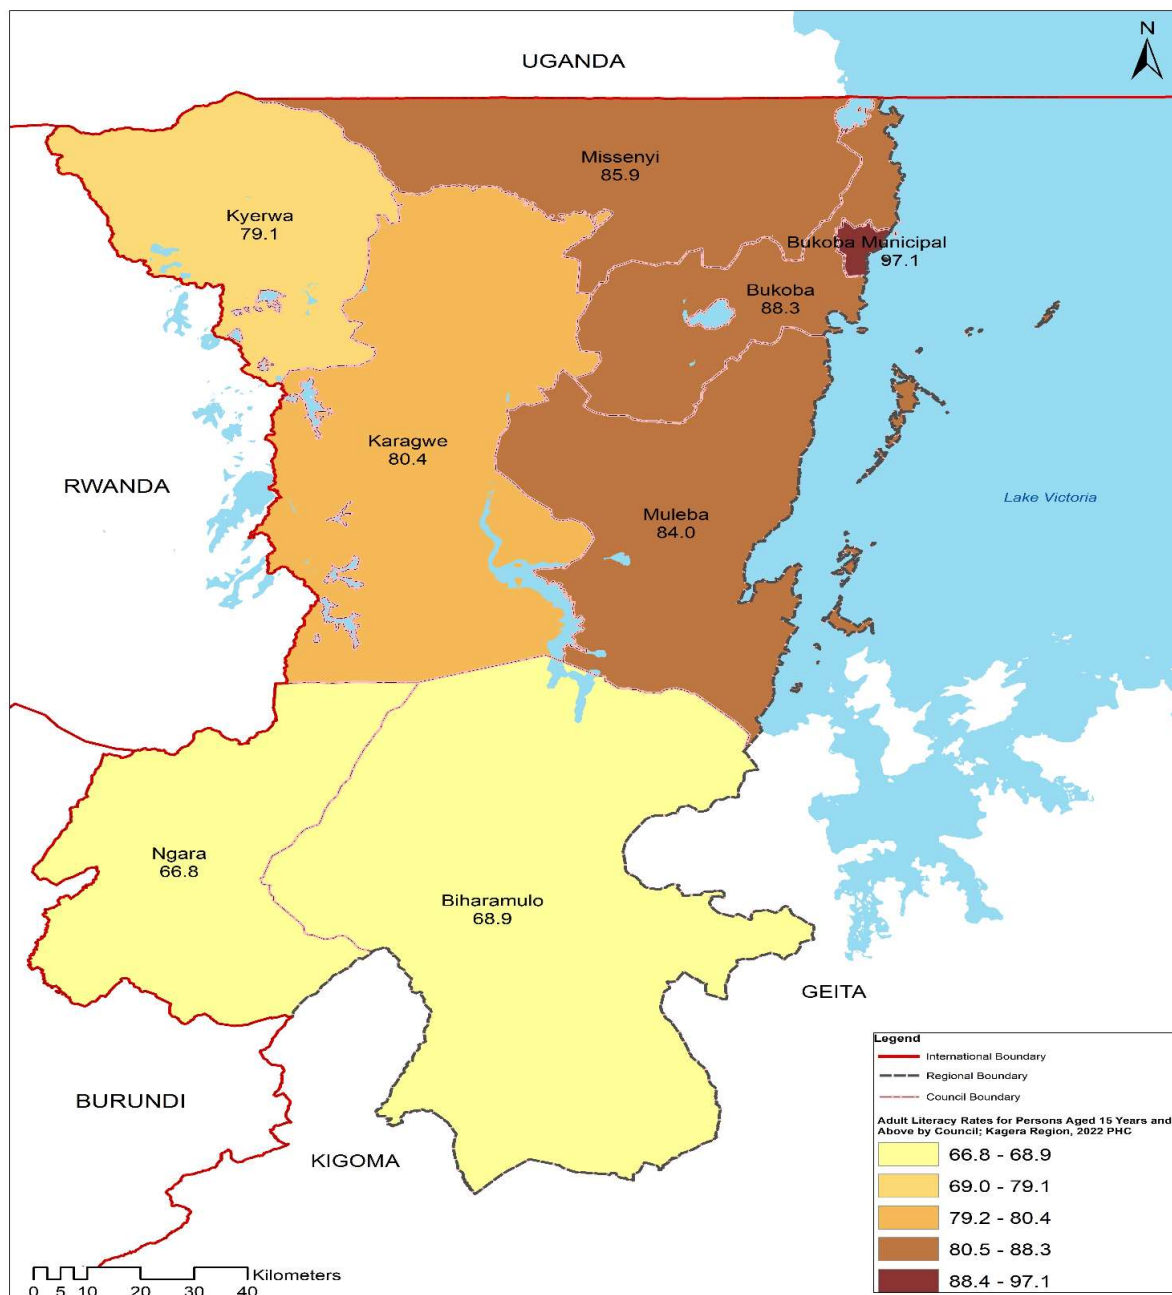 N
UGANDA
Missenyi
85.9
Kyerwa
79.1
Bukoba Municipal
97.1
Bukoba
88.3
Karagwe
80.4
RWANDA
Lake Victoria
Muleba
84.0
Ngara
66.8
Biharamulo
68.9
GEITA
BURUNDI
KIGOMA
Legend
International Boundary
Regional Boundary
Council Boundary
Adult Literacy Rates for Persons Aged 15 Years and
Above by Council; Kagera Region, 2022 PHC
66.8 - 68.9
69.0 - 79.1
79.2 - 80.4
80.5 - 88.3
88.4 - 97.1
Kilometers
0 5 10 20 30 40